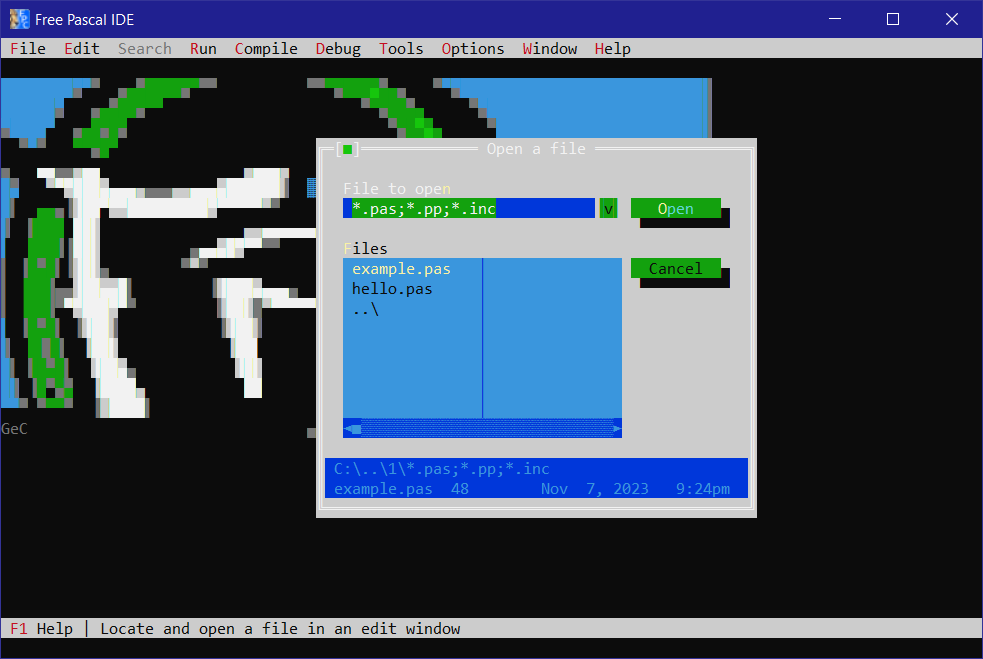 Free Pascal IDE
File Edit Search Run Compile Debug Tools Options Window Help
Open a file
File to open
*.pas;*.pp;*.inc v Open
Files
example.pas Cancel
hello.pas
..\
GeC
C:\..\1\*.pas;*.pp;*.inc
example.pas 48 Nov 7, 2023 9:24pm
F1 Help | Locate and open a file in an edit window